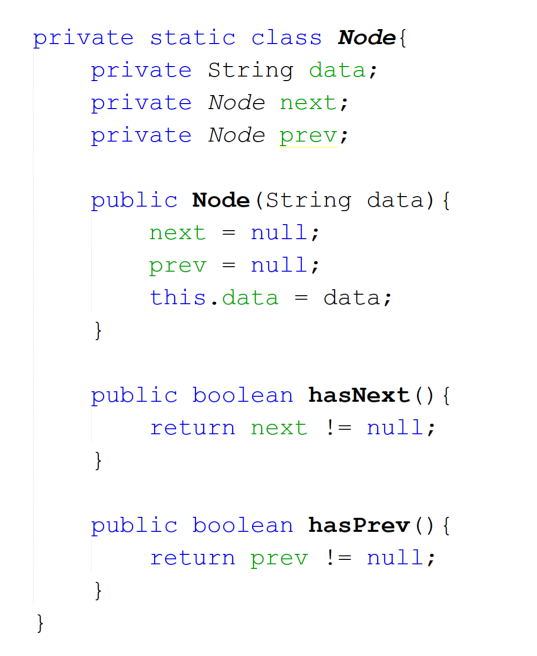 private static class Node{
private String data;
private Node next;
private Node prev;
public Node(String data){
next = null;
prev = null;
this.data = data;
}
public boolean hasNext(){
return next != null;
}
public boolean hasPrev(){
return prev != null;
}
}